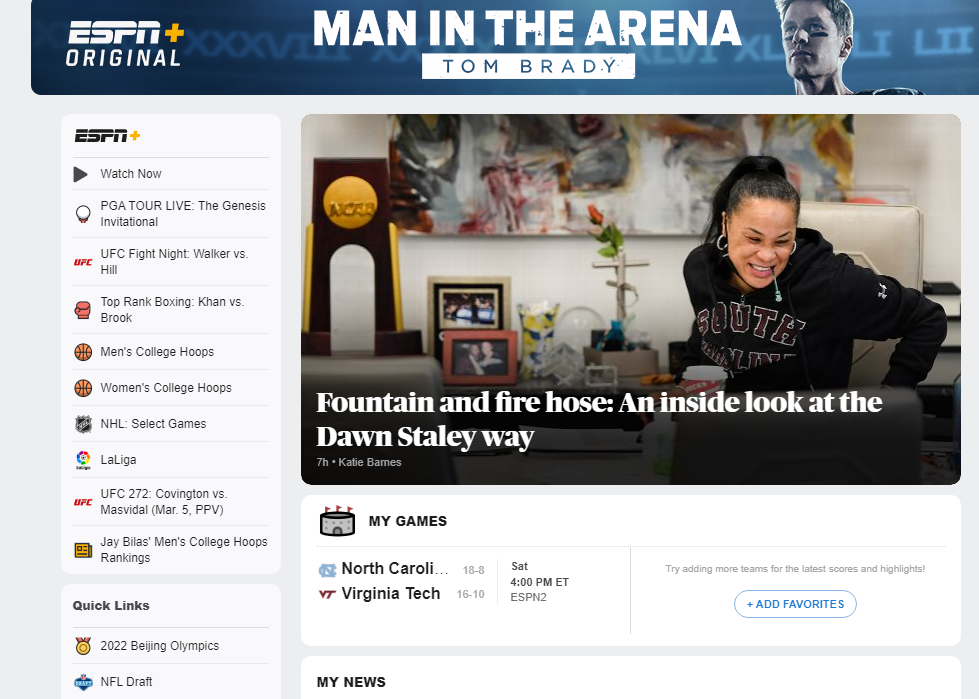 ESPN+
ORIGINAL
MAN IN THE ARENA
TOM BRADY
ESPN+
Watch Now
PGA TOUR LIVE: The Genesis
Invitational
UFC
UFC Fight Night: Walker vs.
Hill
Top Rank Boxing: Khan vs.
Brook
Men's College Hoops
Women's College Hoops
NHL: Select Games
LaLiga
UFC
UFC 272: Covington vs.
Masvidal (Mar. 5, PPV)
Jay Bilas' Men's College Hoops
Rankings
Quick Links
2022 Beijing Olympics
NFL Draft
NCAA
SOUTH
CAROLINA
Fountain and fire hose: An inside look at the
Dawn Staley way
7h • Katie Barnes
MY GAMES
North Caroli... 18-8
Virginia Tech 16-10
Sat
4:00 PM ET
ESPN2
Try adding more teams for the latest scores and highlights!
+ ADD FAVORITES
MY NEWS